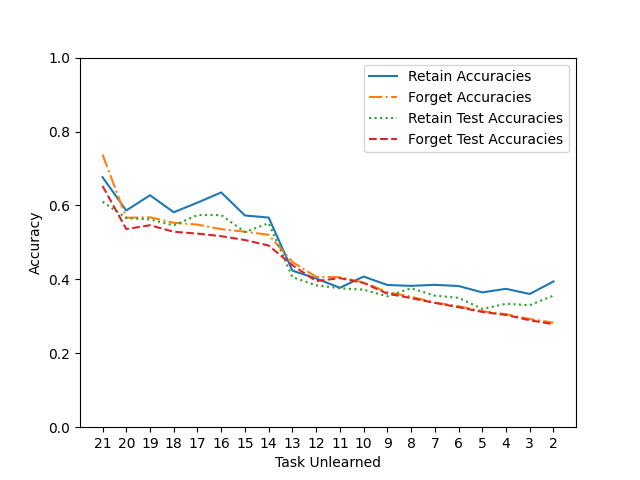 1.0
0.8
0.6
0.4
0.2
0.0
Accuracy
Retain Accuracies
Forget Accuracies
Retain Test Accuracies
Forget Test Accuracies
21 20 19 18 17 16 15 14 13 12 11 10 9 8 7 6 5 4 3 2
Task Unlearned